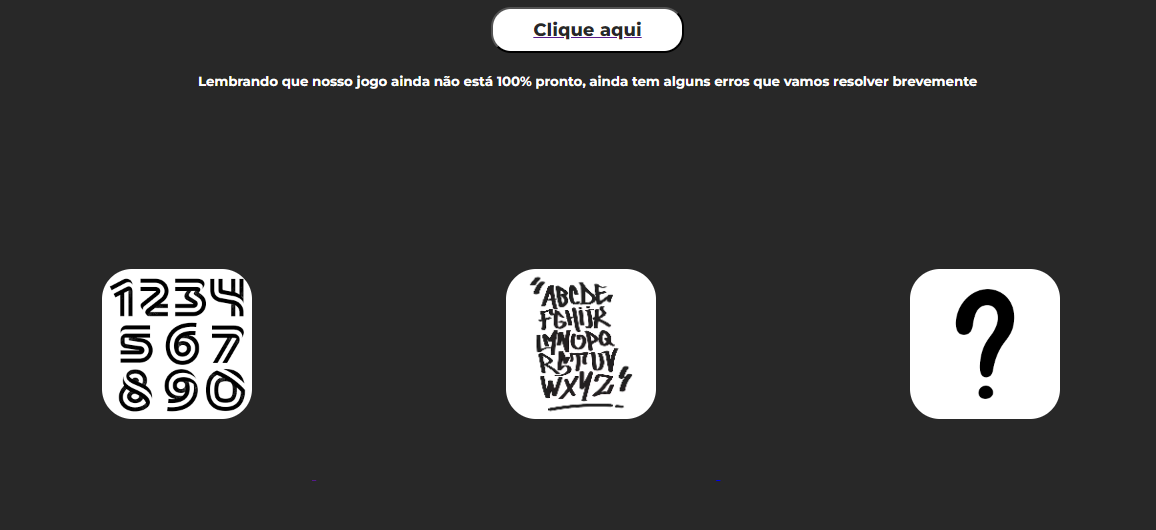 Clique aqui
Lembrando que nosso jogo ainda não está 100% pronto, ainda tem alguns erros que vamos resolver brevemente
1234
567
890
"ABCDE
FGHIJK
LMNOPQ
RSTUV
WXYZ"
?